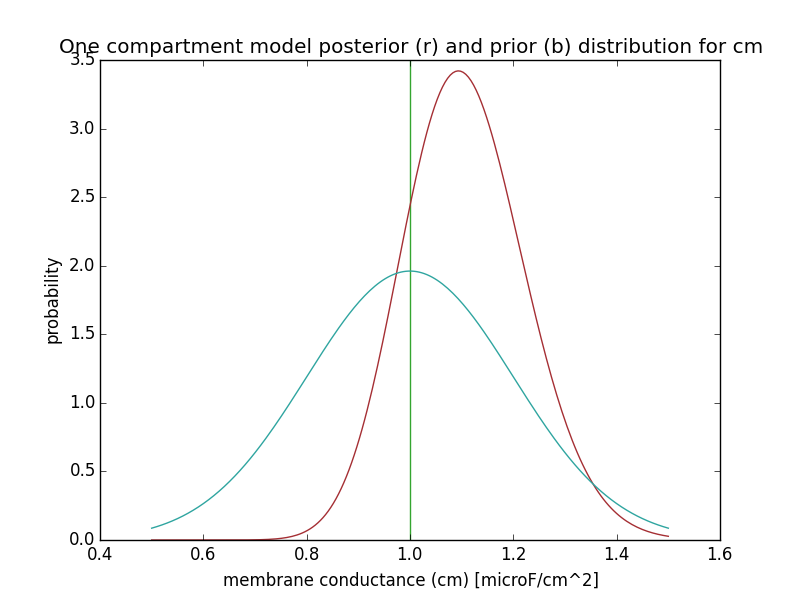 One compartment model posterior (r) and prior (b) distribution for cm
3.5
3.0
2.5
2.0
1.5
1.0
0.5
0.0
probability
0.4 0.6 0.8 1.0 1.2 1.4 1.6
membrane conductance (cm) [microF/cm^2]